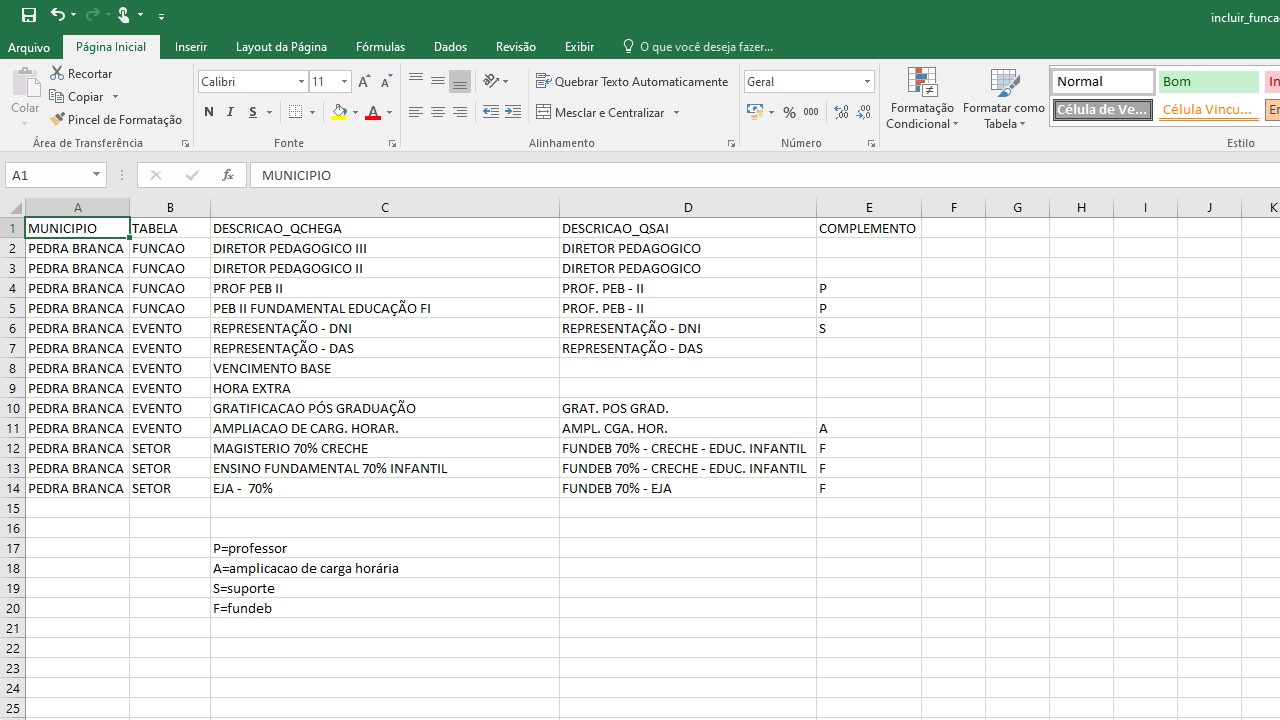 incluir_funca
Arquivo Página Inicial Inserir Layout da Página Fórmulas Dados Revisão Exibir O que você deseja fazer...
Colar Recortar Copiar Pincel de Formatação
Calibri 11 N I S
Quebrar Texto Automaticamente
Mesclar e Centralizar
Geral
% 000
Formatação Condicional
Formatar como Tabela
Normal Bom
Célula de Ve... Célula Vincu...
Área de Transferência Fonte Alinhamento Número Estilo
A1 fx MUNICIPIO
A B C D E F G H I J K
1 MUNICIPIO TABELA DESCRICAO_QCHEGA DESCRICAO_QSAI COMPLEMENTO
2 PEDRA BRANCA FUNCAO DIRETOR PEDAGOGICO III DIRETOR PEDAGOGICO
3 PEDRA BRANCA FUNCAO DIRETOR PEDAGOGICO II DIRETOR PEDAGOGICO
4 PEDRA BRANCA FUNCAO PROF PEB II PROF. PEB - II P
5 PEDRA BRANCA FUNCAO PEB II FUNDAMENTAL EDUCAÇÃO FI PROF. PEB - II P
6 PEDRA BRANCA EVENTO REPRESENTAÇÃO - DNI REPRESENTAÇÃO - DNI S
7 PEDRA BRANCA EVENTO REPRESENTAÇÃO - DAS REPRESENTAÇÃO - DAS
8 PEDRA BRANCA EVENTO VENCIMENTO BASE
9 PEDRA BRANCA EVENTO HORA EXTRA
10 PEDRA BRANCA EVENTO GRATIFICACAO PÓS GRADUAÇÃO GRAT. POS GRAD.
11 PEDRA BRANCA EVENTO AMPLIACAO DE CARG. HORAR. AMPL. CGA. HOR. A
12 PEDRA BRANCA SETOR MAGISTERIO 70% CRECHE FUNDEB 70% - CRECHE - EDUC. INFANTIL F
13 PEDRA BRANCA SETOR ENSINO FUNDAMENTAL 70% INFANTIL FUNDEB 70% - CRECHE - EDUC. INFANTIL F
14 PEDRA BRANCA SETOR EJA - 70% FUNDEB 70% - EJA F
15
16
17 P=professor
18 A=amplicacao de carga horária
19 S=suporte
20 F=fundeb
21
22
23
24
25